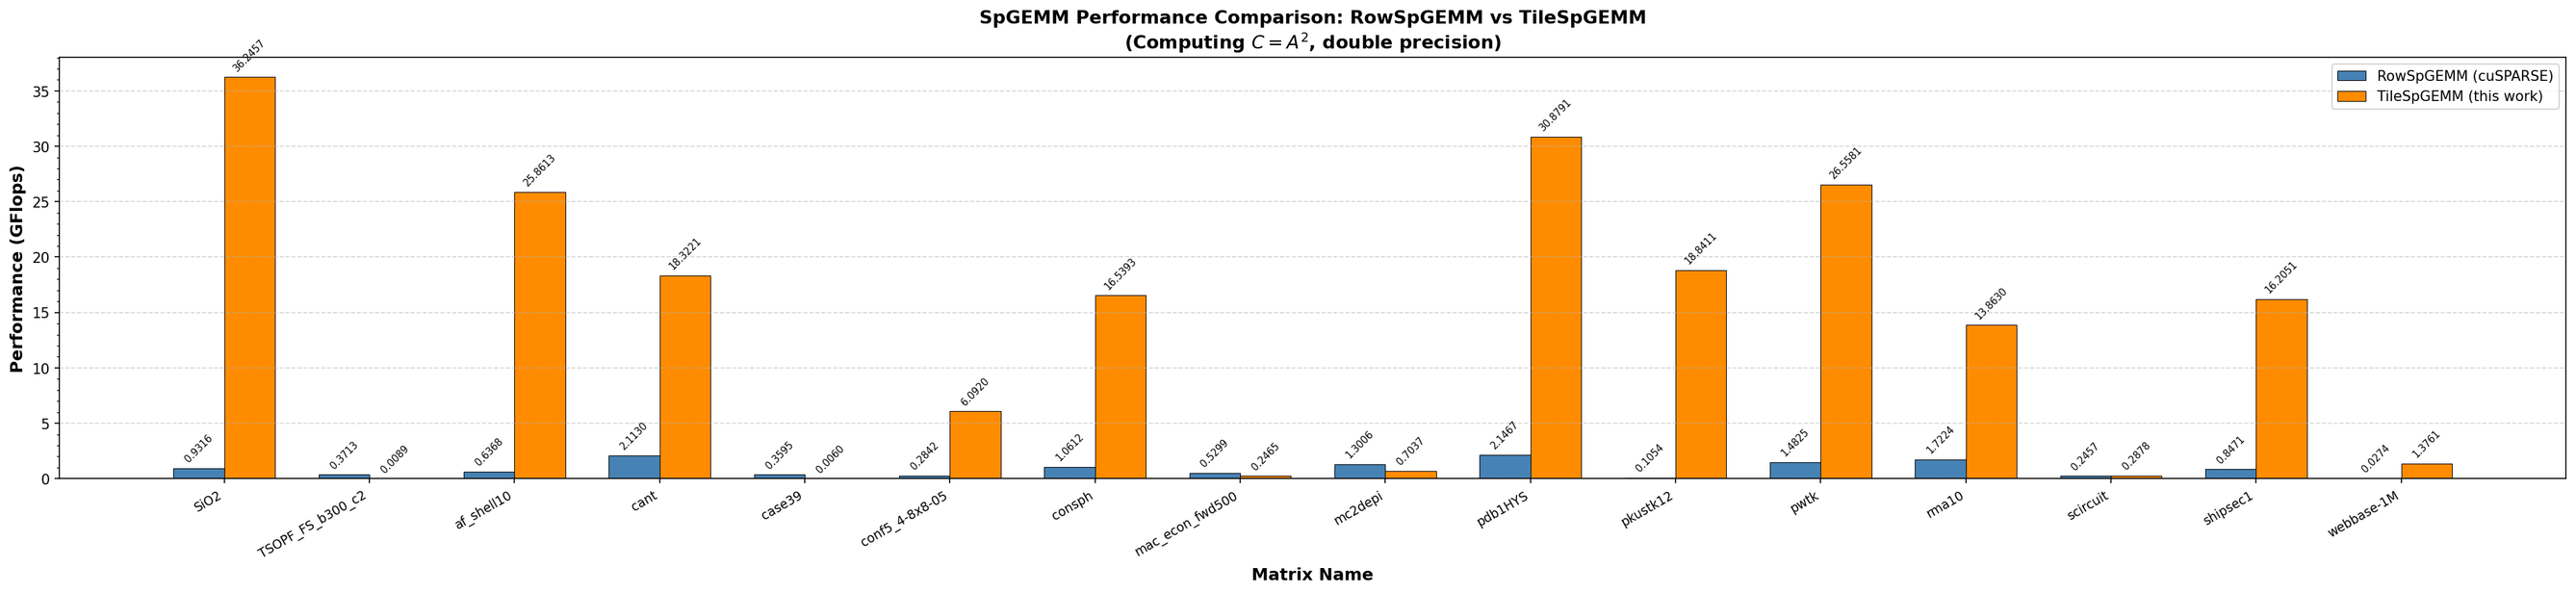 SpGEMM Performance Comparison: RowSpGEMM vs TileSpGEMM
(Computing C = A², double precision)
RowSpGEMM (cuSPARSE)
TileSpGEMM (this work)
Performance (GFlops)
35
30
25
20
15
10
5
0
0.9316
36.2457
0.3713
0.0089
0.6368
25.8613
2.1130
18.3221
0.3595
0.0060
0.2842
6.0920
1.0612
16.5393
0.5299
0.2465
1.3006
0.7037
2.1467
30.8791
0.1054
18.8411
1.4825
26.5581
1.7224
13.8630
0.2457
0.2878
0.8471
16.2051
0.0274
1.3761
SiO2
TSOPF_FS_b300_c2
af_shell10
cant
case39
conf5_4-8x8-05
consph
mac_econ_fwd500
mc2depi
pdb1HYS
pkustk12
pwtk
rma10
scircuit
shipsec1
webbase-1M
Matrix Name